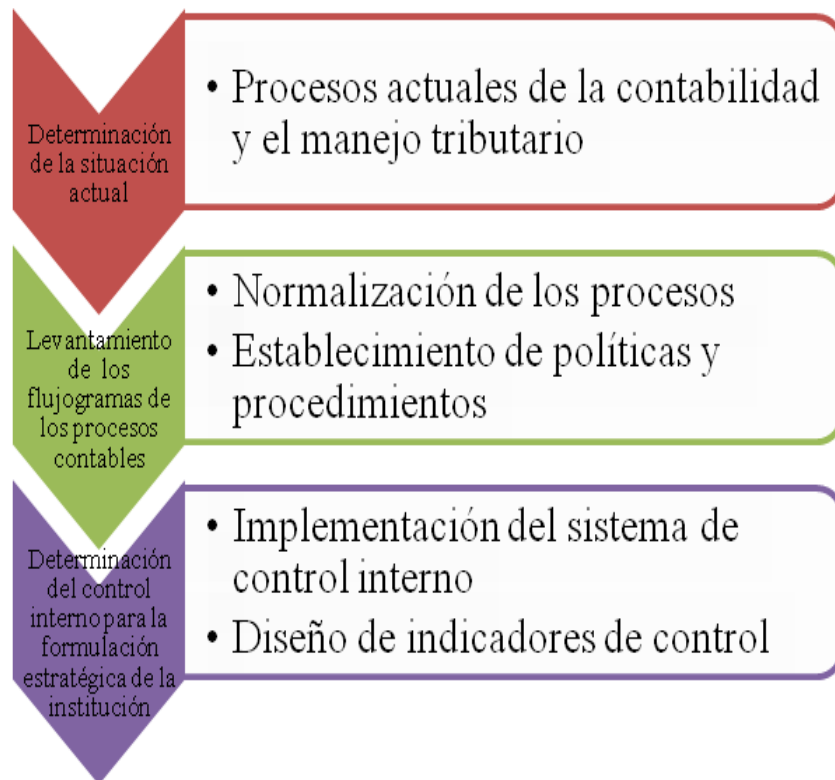 Determinación
de la situación
actual
• Procesos actuales de la contabilidad
y el manejo tributario
Levantamiento
de los
flujogramas de
los procesos
contables
• Normalización de los procesos
• Establecimiento de políticas y
procedimientos
Determinación
del control
interno para la
formulación
estratégica de la
institución
• Implementación del sistema de
control interno
• Diseño de indicadores de control